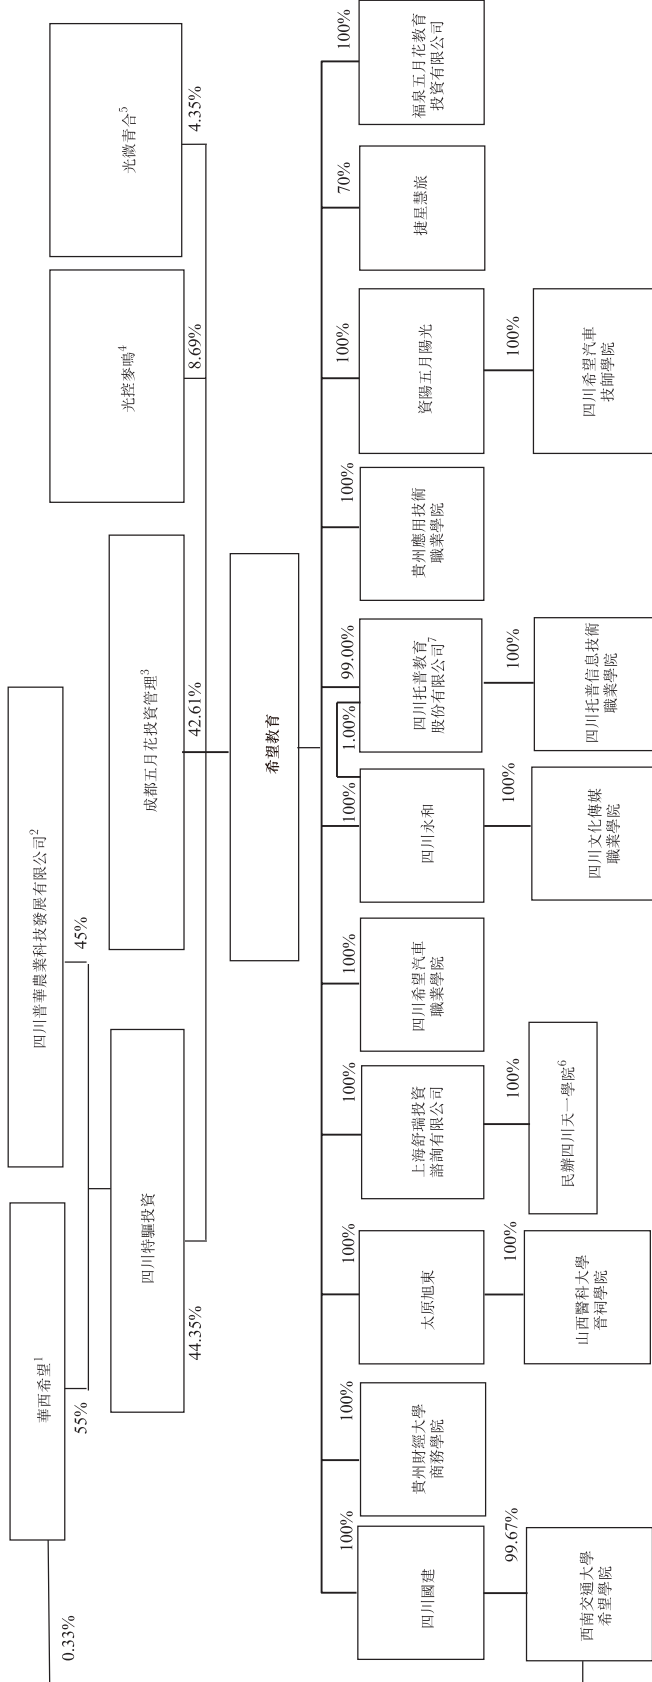 華西希望1
四川普華農業科技發展有限公司2
0.33%
55%
45%
四川特驅投資
成都五月花投資管理3
光控麥鳴4
光微青合5
44.35%
42.61%
8.69%
4.35%
希望教育
100%
100%
100%
100%
100%
100%
1.00%
99.00%
100%
100%
70%
100%
四川國建
貴州財經大學
商務學院
太原旭東
上海舒瑞投資
諮詢有限公司
四川希望汽車
職業學院
四川永和
四川托普教育
股份有限公司7
貴州應用技術
職業學院
資陽五月陽光
捷星慧旅
福泉五月花教育
投資有限公司
99.67%
100%
100%
100%
100%
100%
西南交通大學
希望學院
山西醫科大學
晉祠學院
民辦四川天一學院6
四川文化傳媒
職業學院
四川托普信息技術
職業學院
四川希望汽車
技師學院